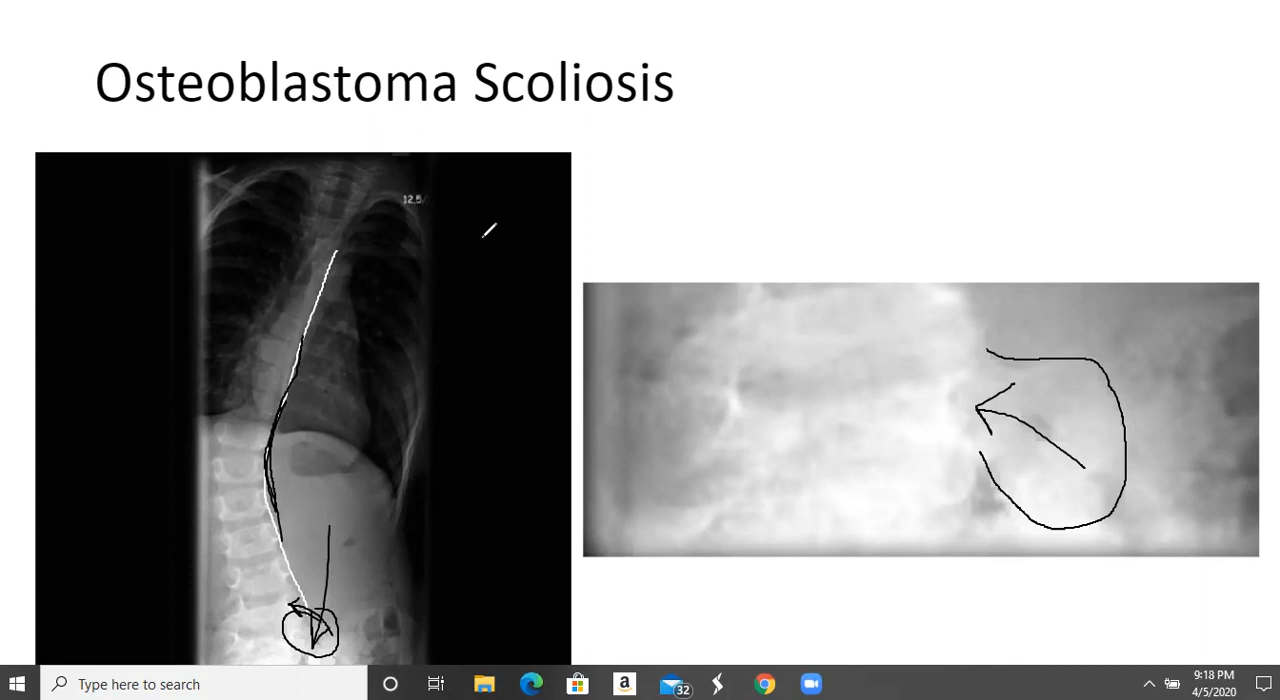 Osteoblastoma Scoliosis
12,5/
Type here to search
a
32
9:18 PM
4/5/2020